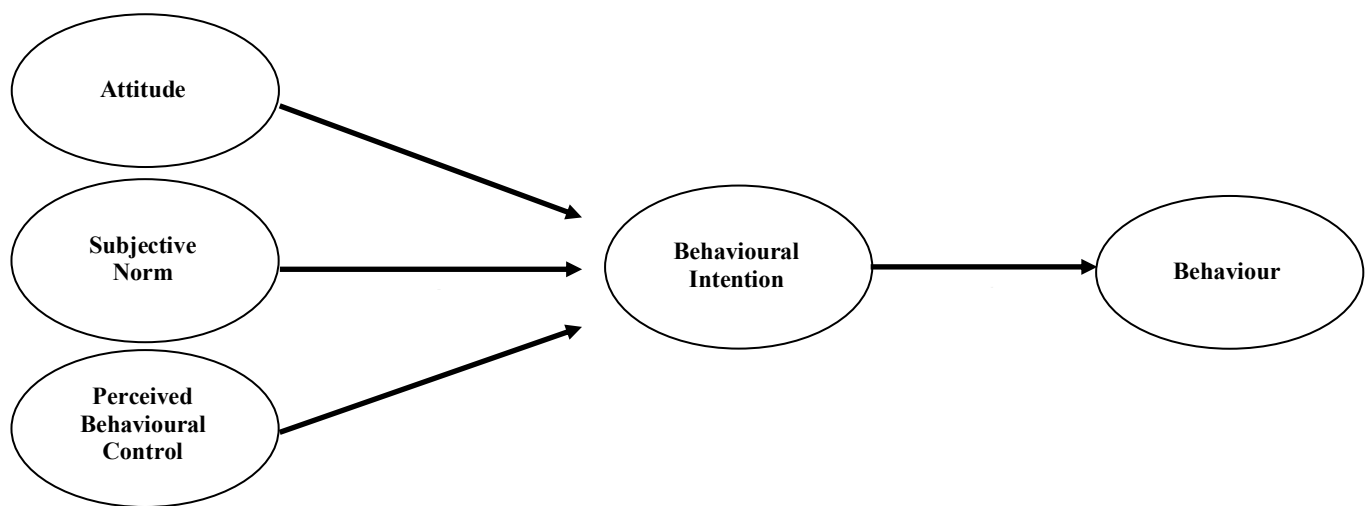 Attitude
Subjective
Norm
Perceived
Behavioural
Control
Behavioural
Intention
Behaviour